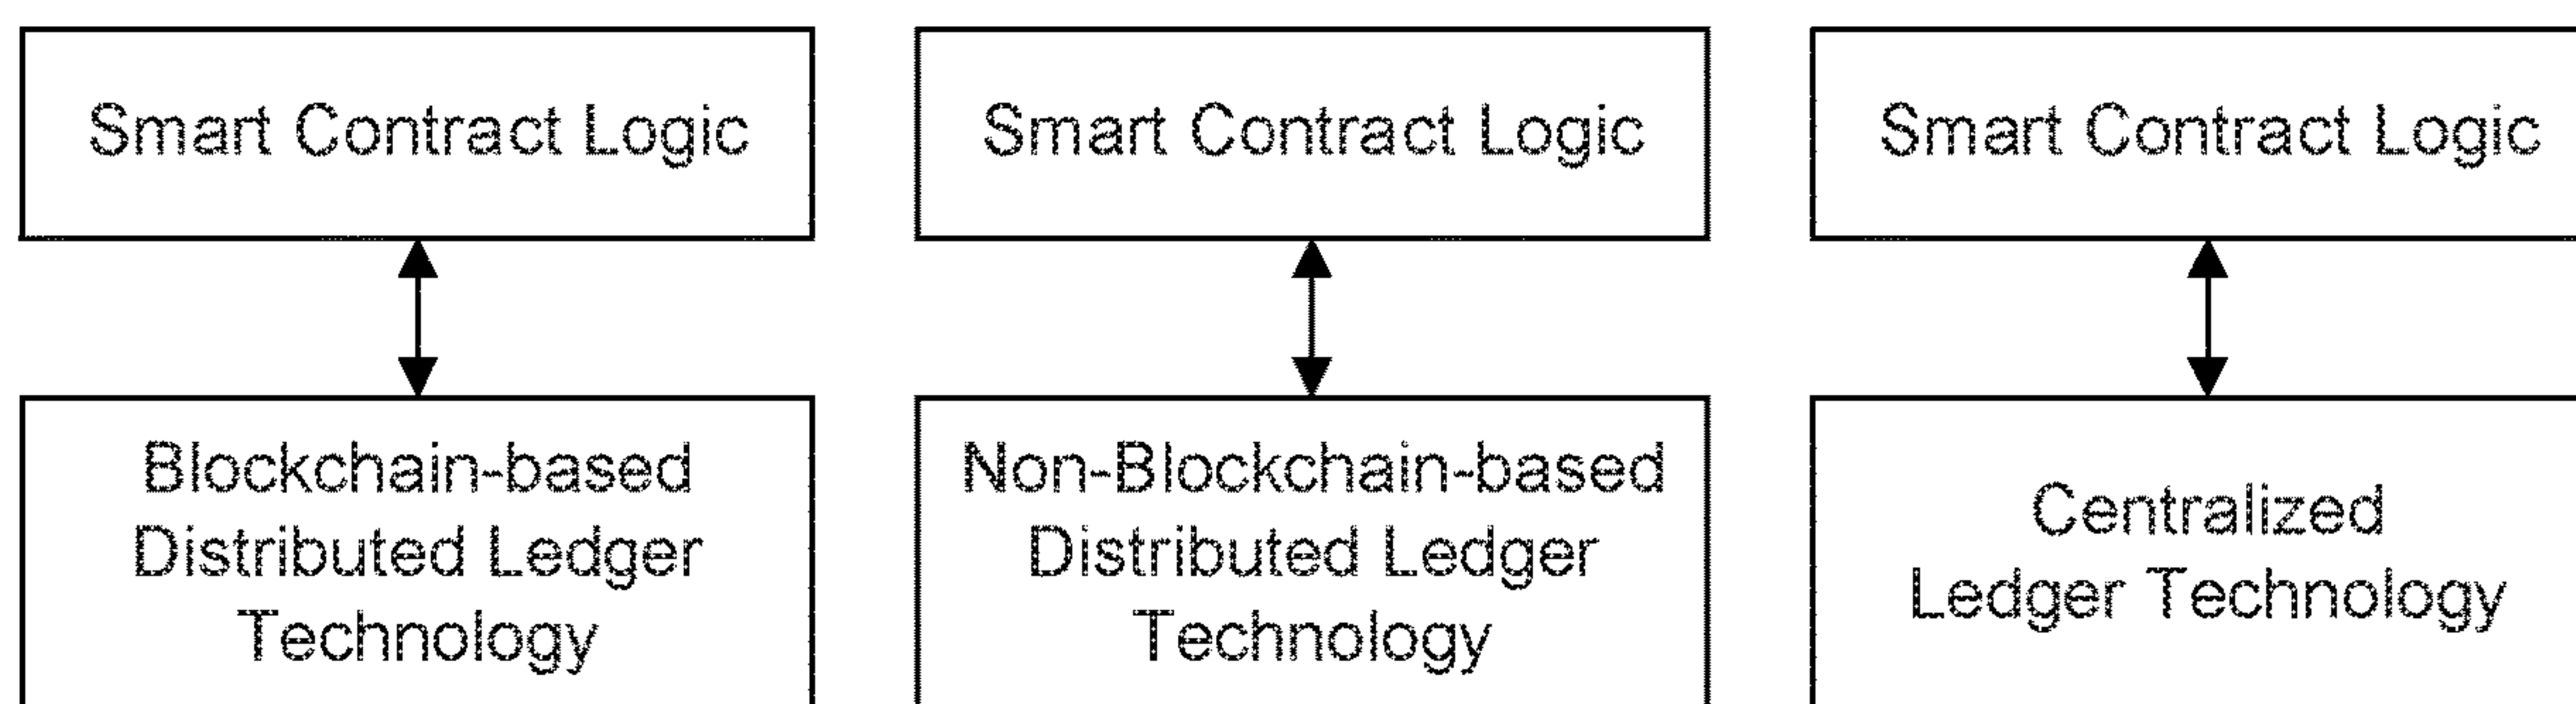 Smart Contract Logic
Smart Contract Logic
Smart Contract Logic
Blockchain-based
Distributed Ledger
Technology
Non-Blockchain-based
Distributed Ledger
Technology
Centralized
Ledger Technology